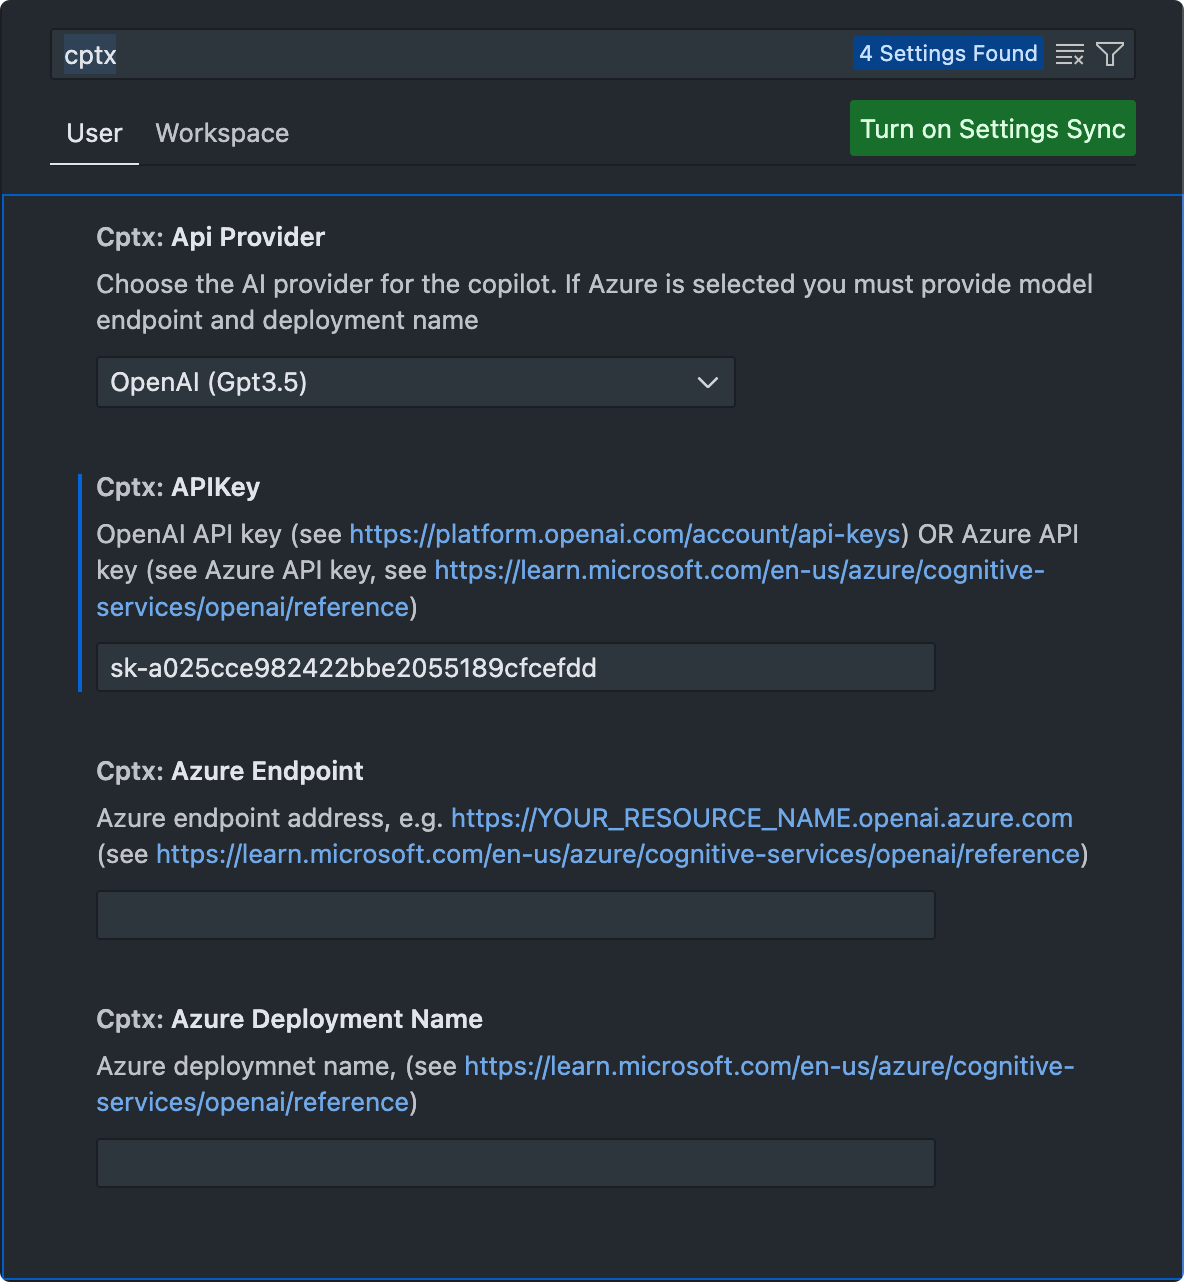 cptx
4 Settings Found
User
Workspace
Turn on Settings Sync
Cptx: Api Provider
Choose the AI provider for the copilot. If Azure is selected you must provide model
endpoint and deployment name
OpenAI (Gpt3.5)
Cptx: APIKey
OpenAI API key (see https://platform.openai.com/account/api-keys) OR Azure API
key (see Azure API key, see https://learn.microsoft.com/en-us/azure/cognitive-
services/openai/reference)
sk-a025cce982422bbe2055189cfcefdd
Cptx: Azure Endpoint
Azure endpoint address, e.g. https://YOUR_RESOURCE_NAME.openai.azure.com
(see https://learn.microsoft.com/en-us/azure/cognitive-services/openai/reference)
Cptx: Azure Deployment Name
Azure deploymnet name, (see https://learn.microsoft.com/en-us/azure/cognitive-
services/openai/reference)